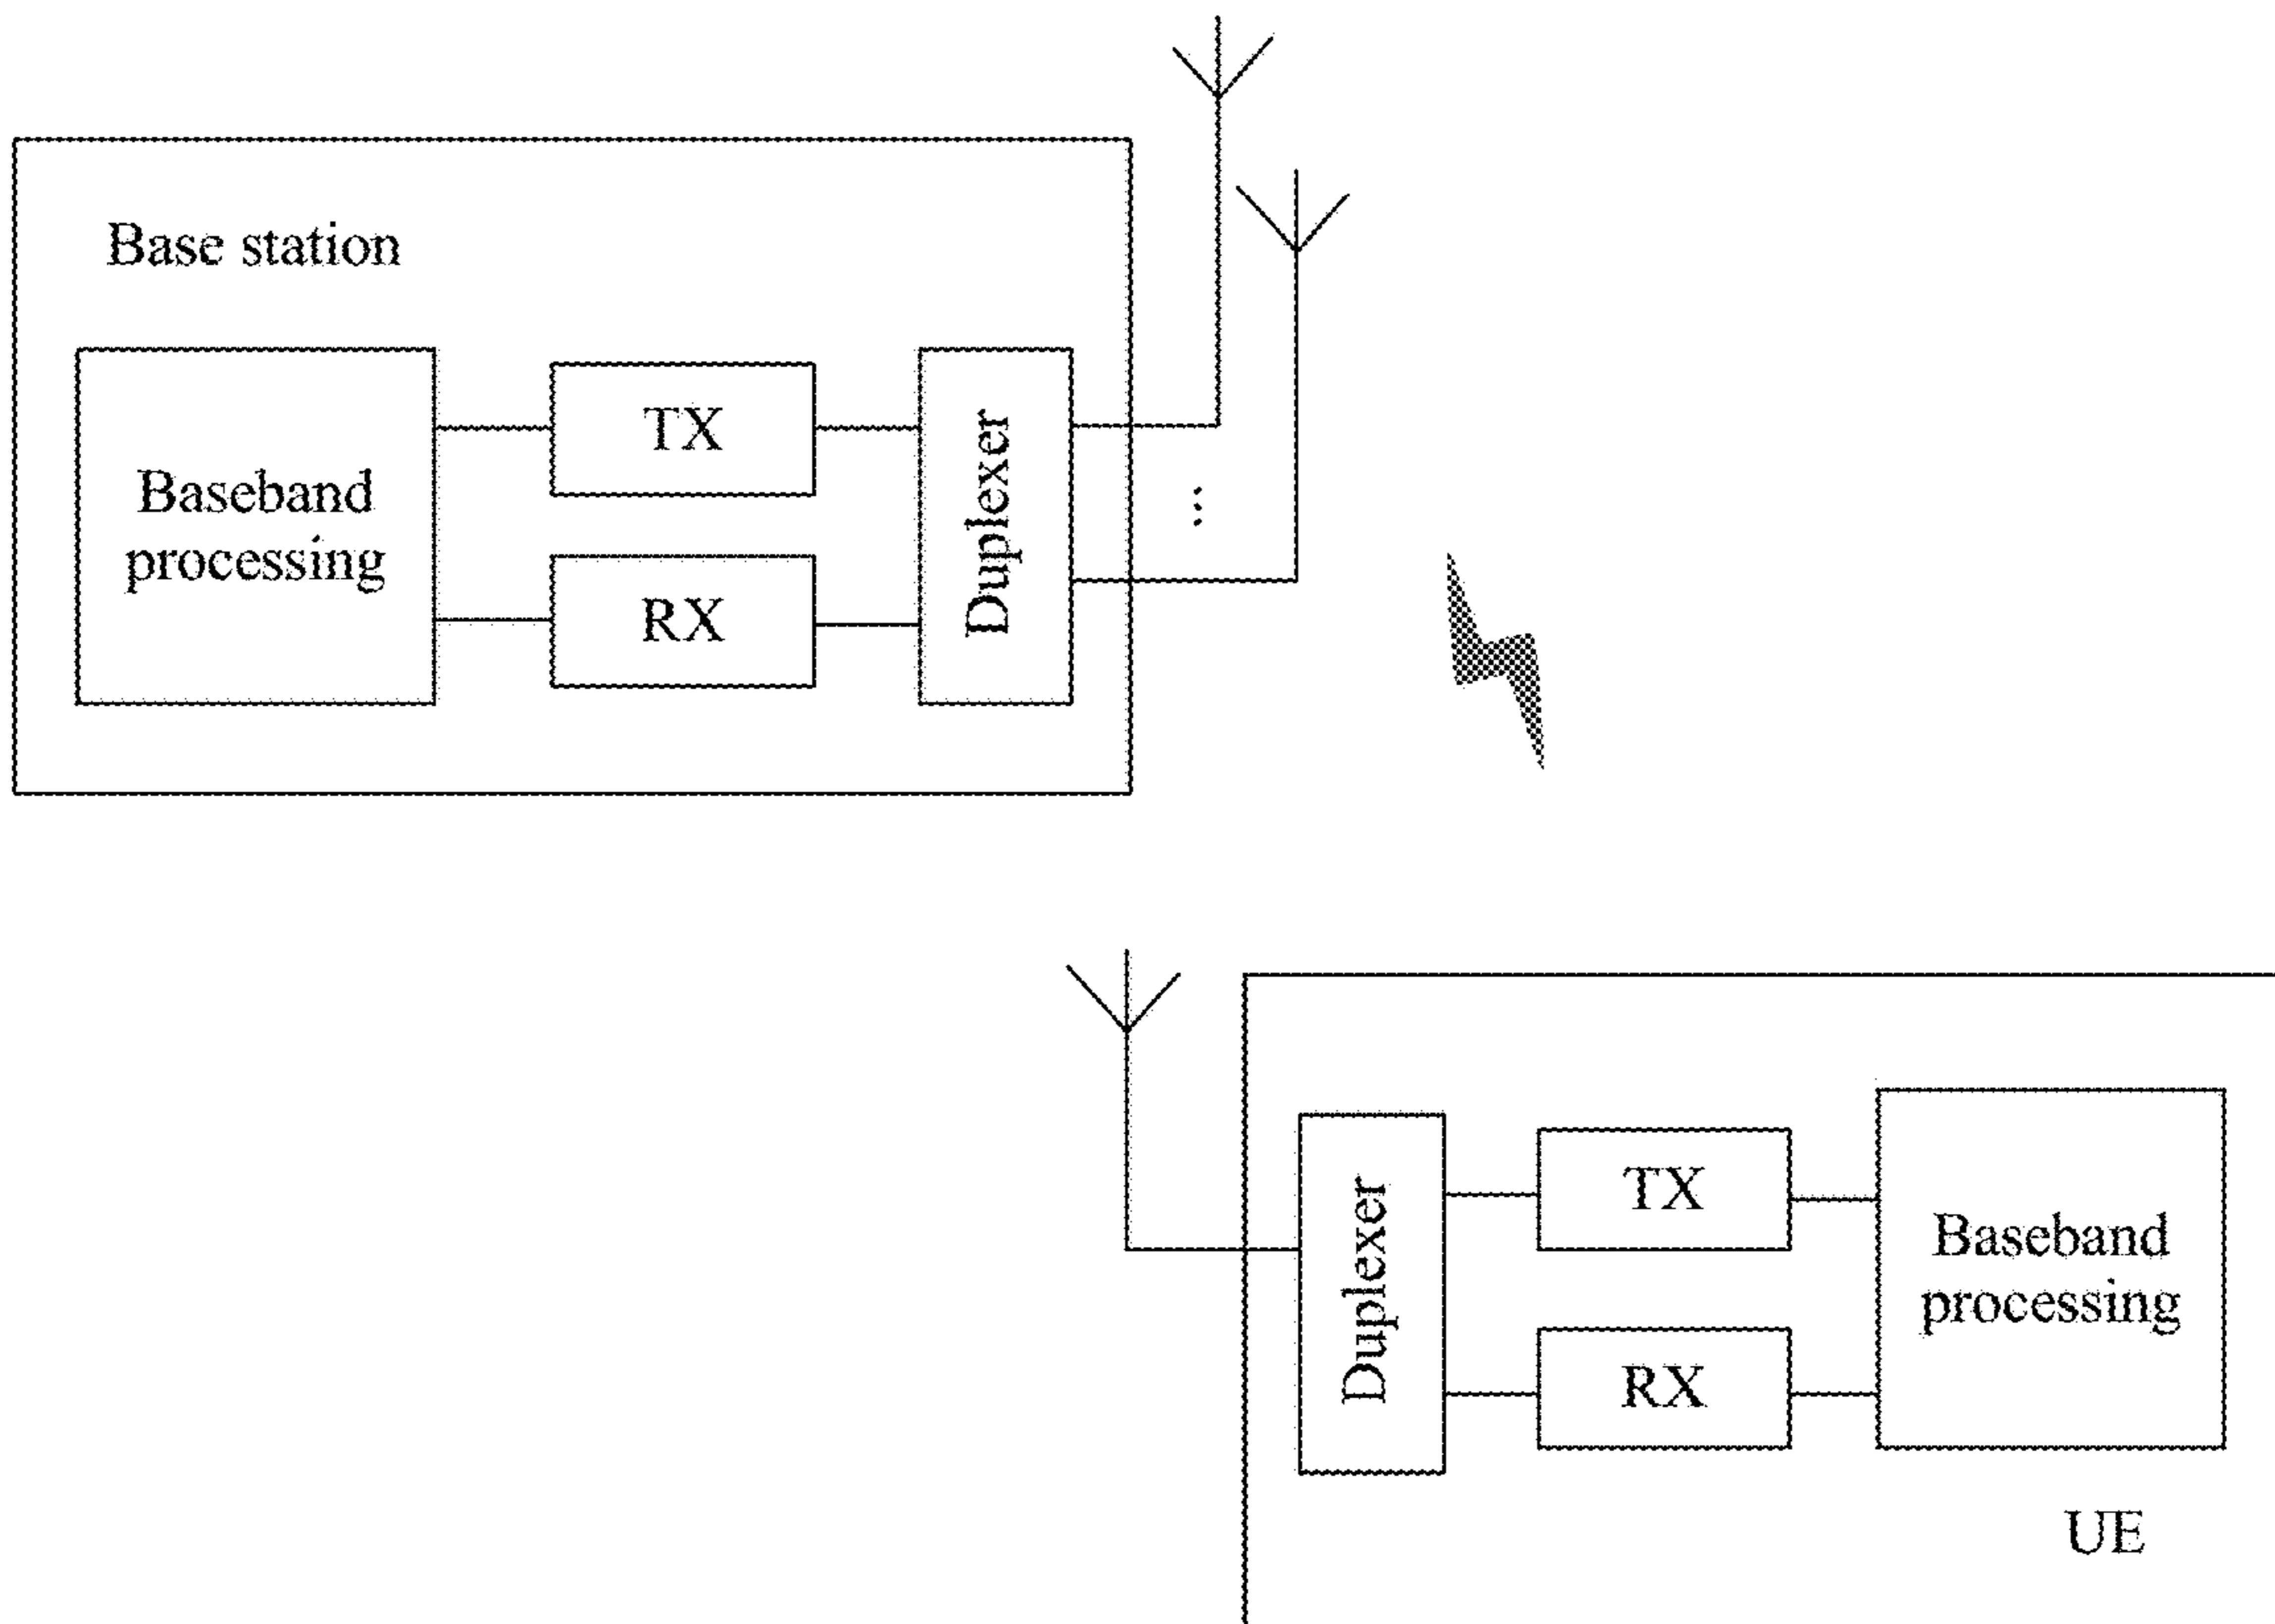 Base station
Baseband
processing
TX
RX
Duplexer
...
Duplexer
TX
RX
Baseband
processing
UE